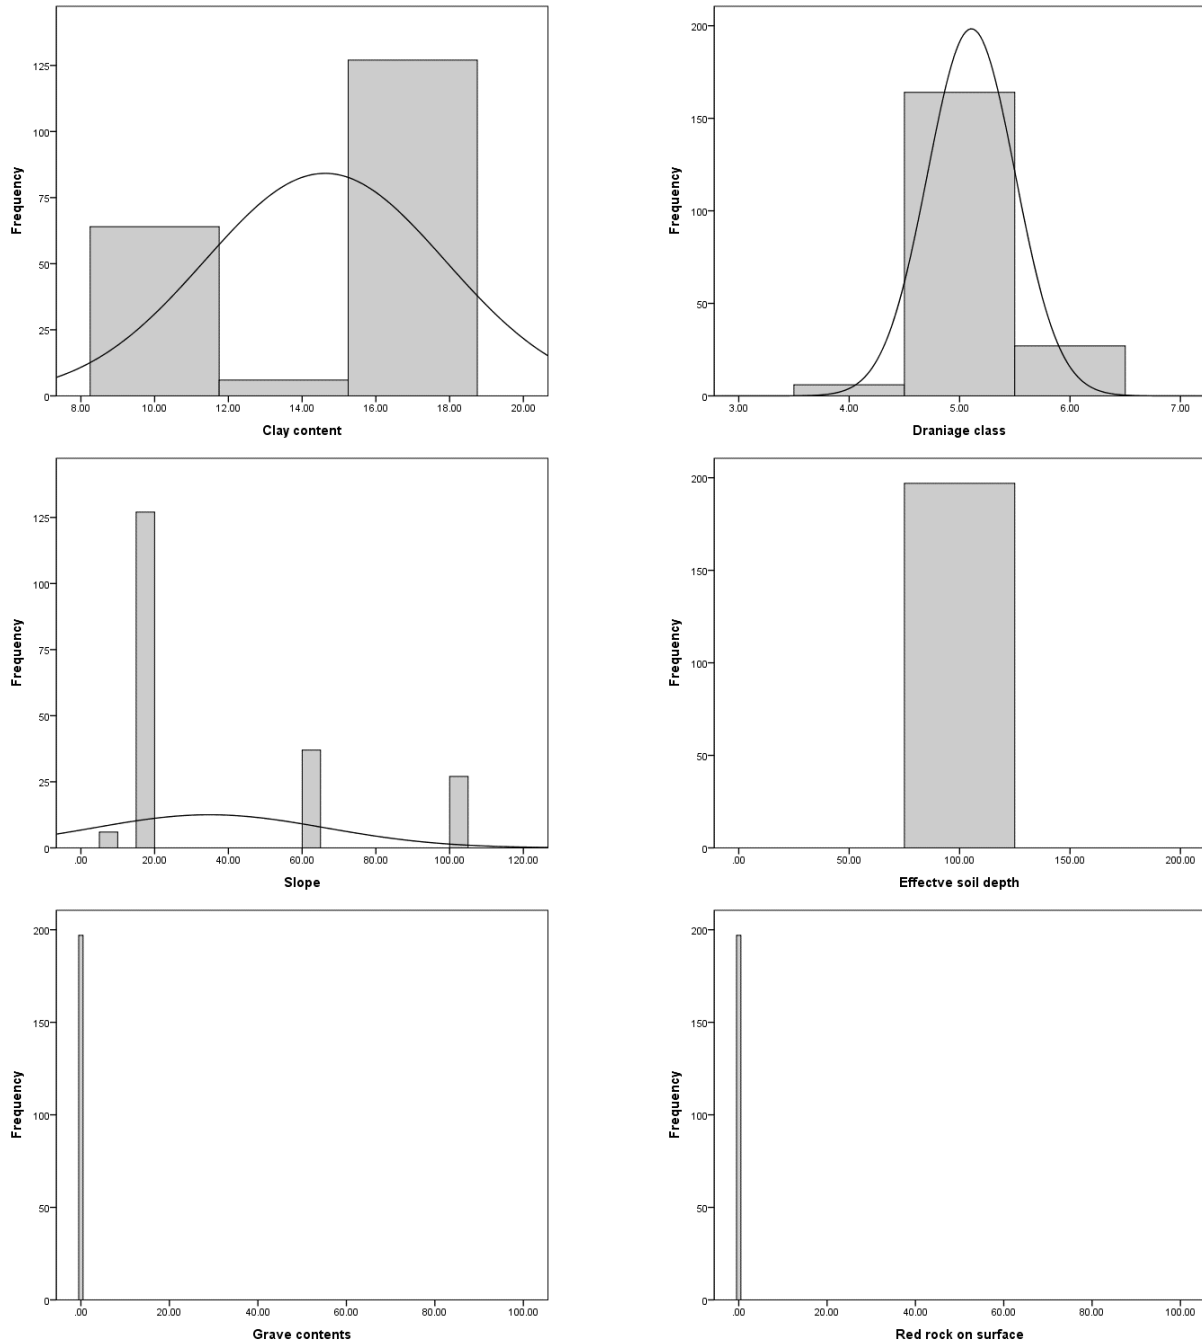 Frequency
125
100
75
50
25
0
8.00 10.00 12.00 14.00 16.00 18.00 20.00
Clay content
Frequency
200
150
100
50
0
3.00 4.00 5.00 6.00 7.00
Draniage class
Frequency
125
100
75
50
25
0
.00 20.00 40.00 60.00 80.00 100.00 120.00
Slope
Frequency
200
150
100
50
0
.00 50.00 100.00 150.00 200.00
Effectve soil depth
Frequency
200
150
100
50
0
.00 20.00 40.00 60.00 80.00 100.00
Grave contents
Frequency
200
150
100
50
0
.00 20.00 40.00 60.00 80.00 100.00
Red rock on surface